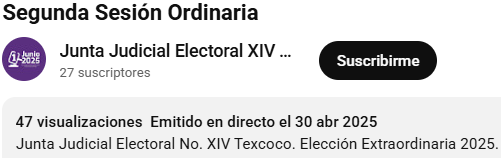 Segunda Sesión Ordinaria
Junta Judicial Electoral XIV ...
27 suscriptores
Suscribirme
Junio
2025
47 visualizaciones Emitido en directo el 30 abr 2025
Junta Judicial Electoral No. XIV Texcoco. Elección Extraordinaria 2025.